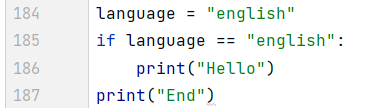 184 language = "english"
185 if language == "english":
186     print("Hello")
187 print("End")